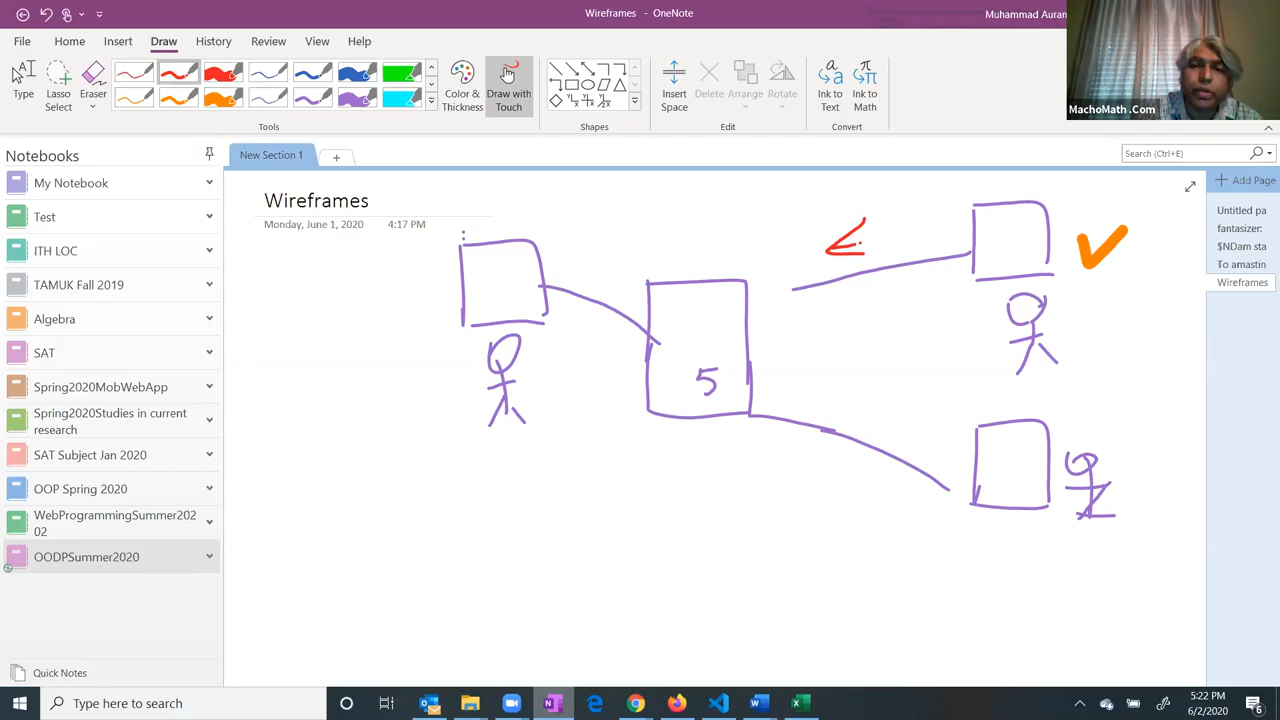 Wireframes - OneNote
Muhammad Auran
File Home Insert Draw History Review View Help
Type
Lasso Select
Eraser
Color & Thickness
Draw with Touch
Insert Space
Delete
Arrange
Rotate
Ink to Text
Ink to Math
Tools
Shapes
Edit
Convert
MachoMath .Com
Notebooks
New Section 1
Search (Ctrl+E)
Add Page
My Notebook
Test
ITH LOC
TAMUK Fall 2019
Algebra
SAT
Spring2020MobWebApp
Spring2020Studies in current
research
SAT Subject Jan 2020
OOP Spring 2020
WebProgrammingSummer202
02
OODPSummer2020
Quick Notes
Wireframes
Monday, June 1, 2020 4:17 PM
5
Untitled pa
fantasizer:
$NDam sta
To amastin
Wireframes
Type here to search
5:22 PM
6/2/2020
6